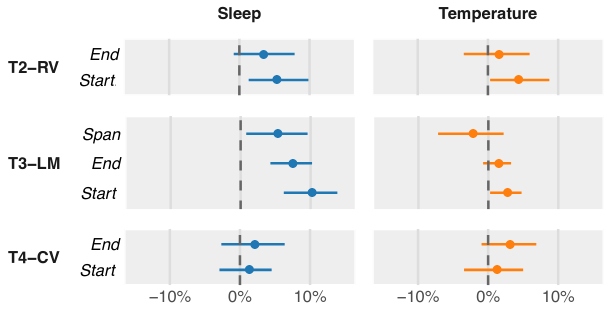 Sleep Temperature
T2−RV End
Start
T3−LM Span
End
Start
T4−CV End
Start
−10% 0% 10% −10% 0% 10%